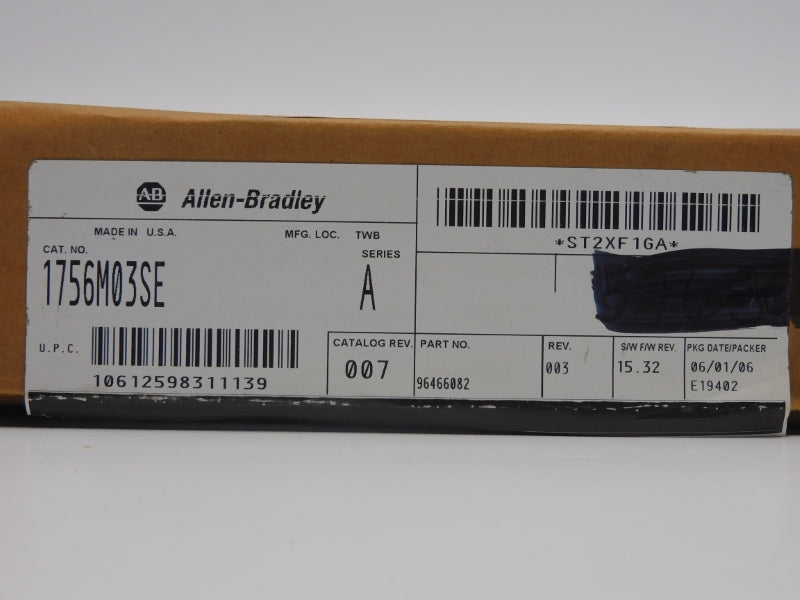 AB Allen-Bradley
*ST2XF1GA*
MADE IN U.S.A.
MFG. LOC. TWB
CAT. NO.
SERIES
1756M03SE
A
U.P.C.
10612598311139
CATALOG REV.
007
PART NO.
96466082
REV.
003
S/W F/W REV.
15.32
PKG DATE/PACKER
06/01/06
E19402